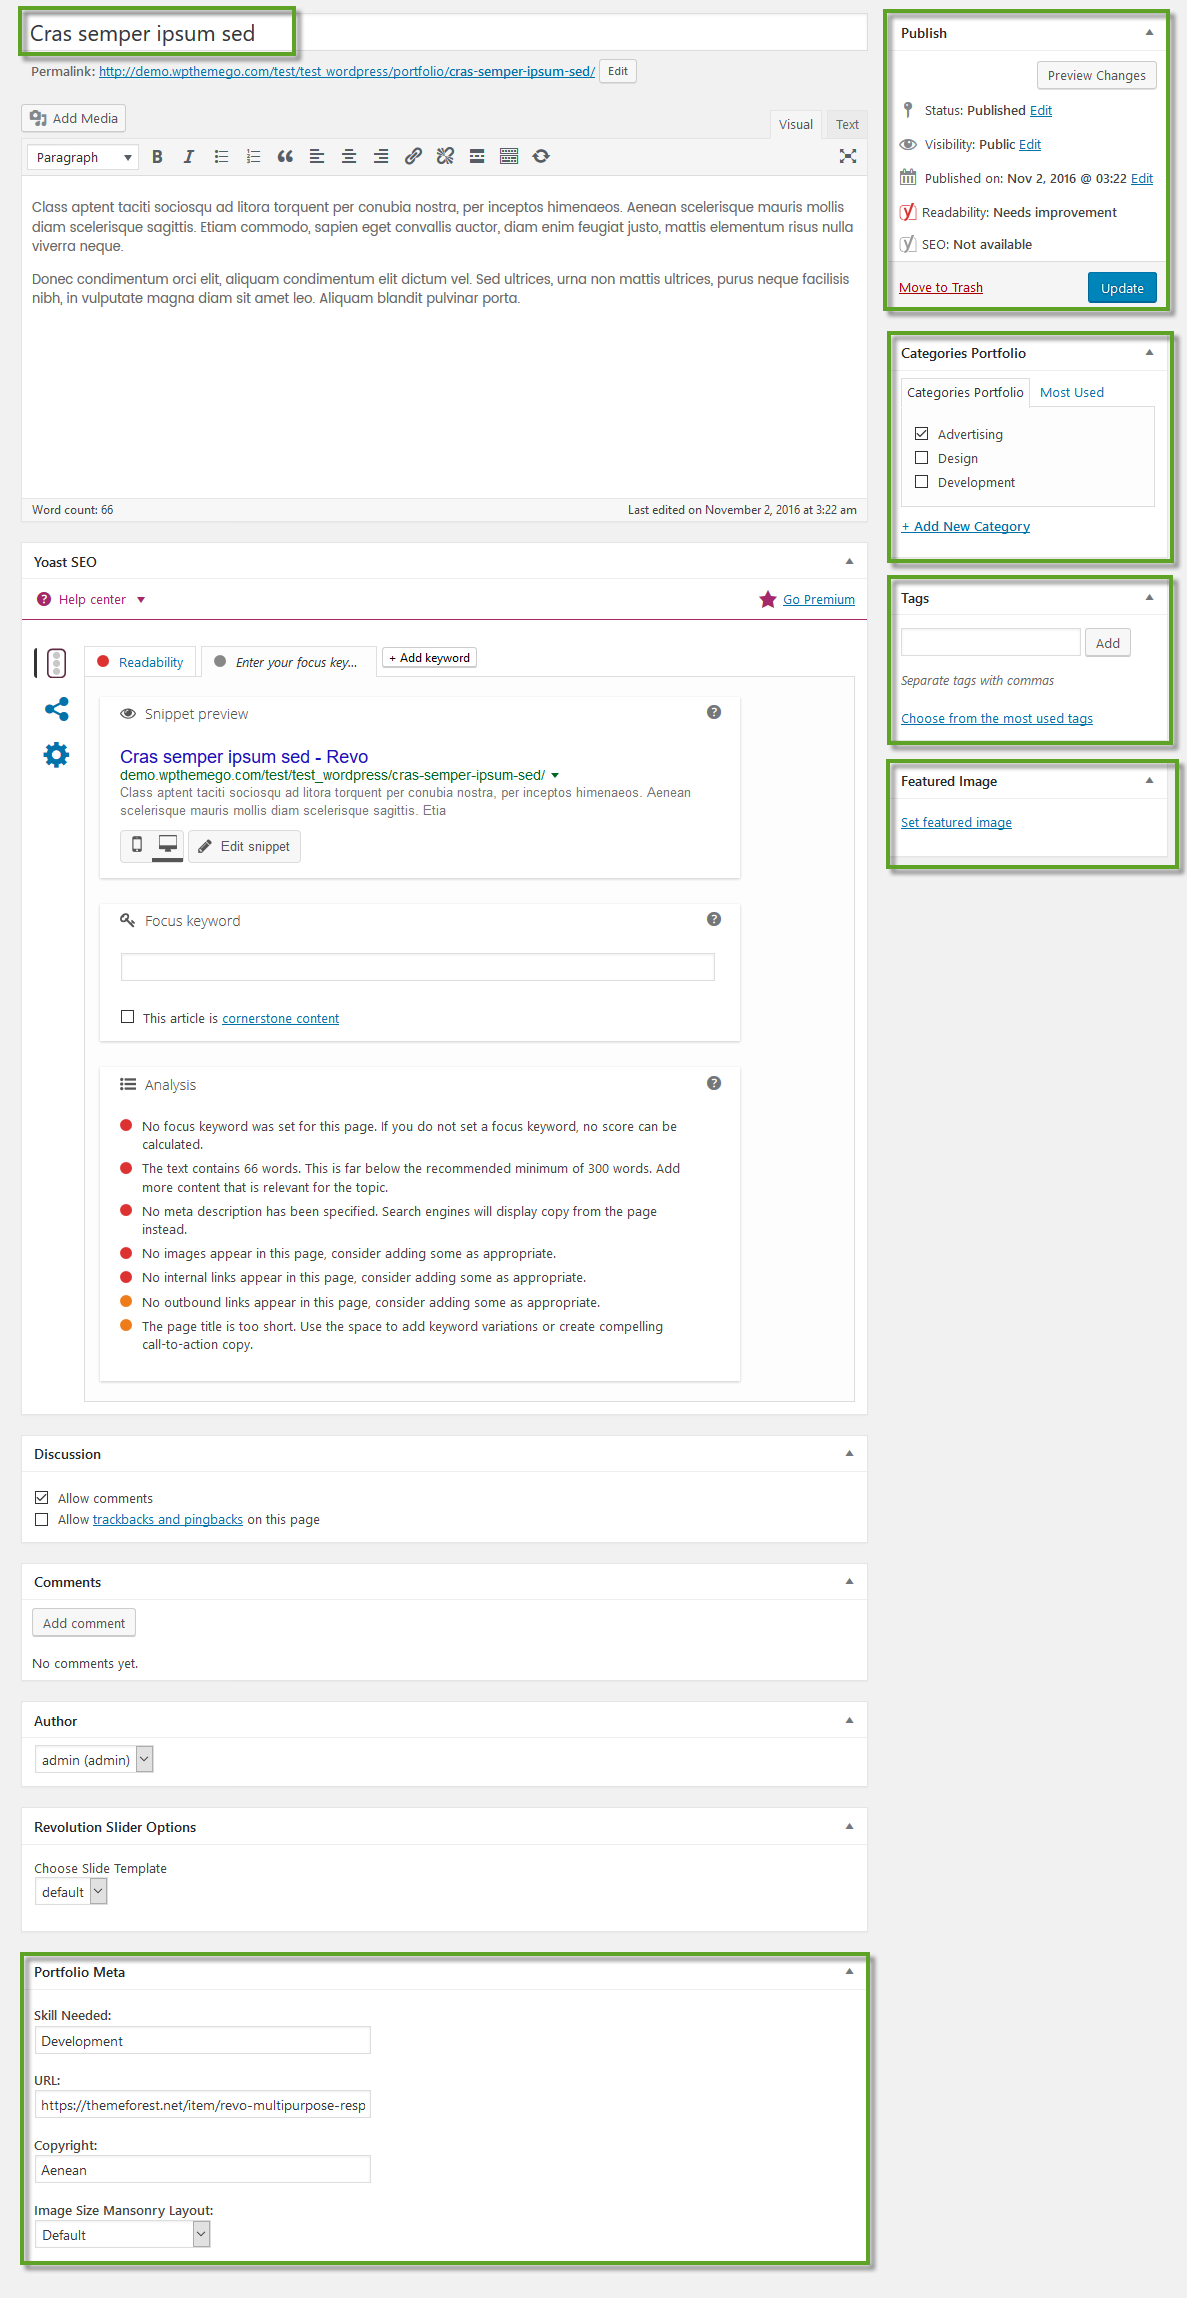 Cras semper ipsum sed
Permalink: http://demo.wpthemego.com/test/test_wordpress/portfolio/cras-semper-ipsum-sed/ Edit
Add Media
Visual Text
Paragraph
Class aptent taciti sociosqu ad litora torquent per conubia nostra, per inceptos himenaeos. Aenean scelerisque mauris mollis
diam scelerisque sagittis. Etiam commodo, sapien eget convallis auctor, diam enim feugiat justo, mattis elementum risus nulla
viverra neque.
Donec condimentum orci elit, aliquam condimentum elit dictum vel. Sed ultrices, urna non mattis ultrices, purus neque facilisis
nibh, in vulputate magna diam sit amet leo. Aliquam blandit pulvinar porta.
Word count: 66 Last edited on November 2, 2016 at 3:22 am
Yoast SEO
Help center Go Premium
Readability Enter your focus key... + Add keyword
Snippet preview
Cras semper ipsum sed - Revo
demo.wpthemego.com/test/test_wordpress/cras-semper-ipsum-sed/
Class aptent taciti sociosqu ad litora torquent per conubia nostra, per inceptos himenaeos. Aenean
scelerisque mauris mollis diam scelerisque sagittis. Etia
Edit snippet
Focus keyword
This article is cornerstone content
Analysis
No focus keyword was set for this page. If you do not set a focus keyword, no score can be
calculated.
The text contains 66 words. This is far below the recommended minimum of 300 words. Add
more content that is relevant for the topic.
No meta description has been specified. Search engines will display copy from the page
instead.
No images appear in this page, consider adding some as appropriate.
No internal links appear in this page, consider adding some as appropriate.
No outbound links appear in this page, consider adding some as appropriate.
The page title is too short. Use the space to add keyword variations or create compelling
call-to-action copy.
Discussion
Allow comments
Allow trackbacks and pingbacks on this page
Comments
Add comment
No comments yet.
Author
admin (admin)
Revolution Slider Options
Choose Slide Template
default
Portfolio Meta
Skill Needed:
Development
URL:
https://themeforest.net/item/revo-multipurpose-resp
Copyright:
Aenean
Image Size Mansonry Layout:
Default
Publish
Preview Changes
Status: Published Edit
Visibility: Public Edit
Published on: Nov 2, 2016 @ 03:22 Edit
Readability: Needs improvement
SEO: Not available
Move to Trash Update
Categories Portfolio
Categories Portfolio Most Used
Advertising
Design
Development
+ Add New Category
Tags
Add
Separate tags with commas
Choose from the most used tags
Featured Image
Set featured image